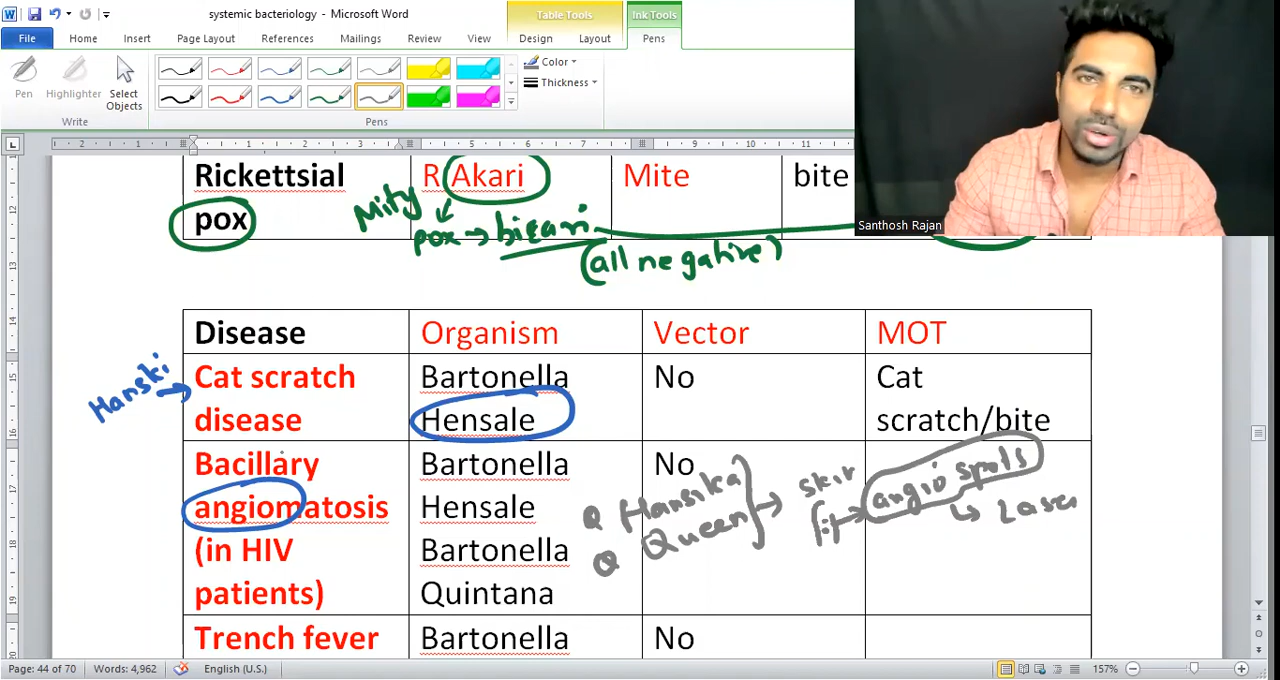 systemic bacteriology - Microsoft Word
Table Tools
Ink Tools
File
Home
Insert
Page Layout
References
Mailings
Review
View
Design
Layout
Pens
Pen
Highlighter
Select Objects
Color
Thickness
Write
Pens
Santhosh Rajan
Rickettsial pox
R Akari
Mite
bite
Mity
pox → bigari
(all negative)
Disease
Organism
Vector
MOT
Hanski →
Cat scratch disease
Bartonella Hensale
No
Cat scratch/bite
Bacillary angiomatosis (in HIV patients)
Bartonella Hensale Bartonella Quintana
No
Q Hansika
Q Queen
skin
angio spots
Laser
Trench fever
Bartonella
No
Page: 44 of 70
Words: 4,962
English (U.S.)
157%